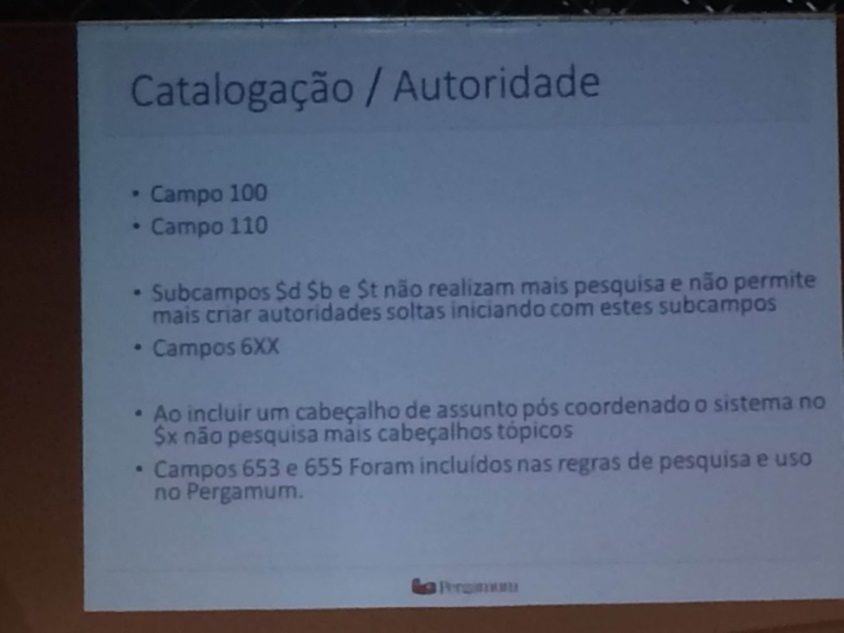 Catalogação / Autoridade
• Campo 100
• Campo 110
• Subcampos $d $b e $t não realizam mais pesquisa e não permite
mais criar autoridades soltas iniciando com estes subcampos
• Campos 6XX
• Ao incluir um cabeçalho de assunto pós coordenado o sistema no
$x não pesquisa mais cabeçalhos tópicos
• Campos 653 e 655 Foram incluídos nas regras de pesquisa e uso
no Pergamum.
Pergamum